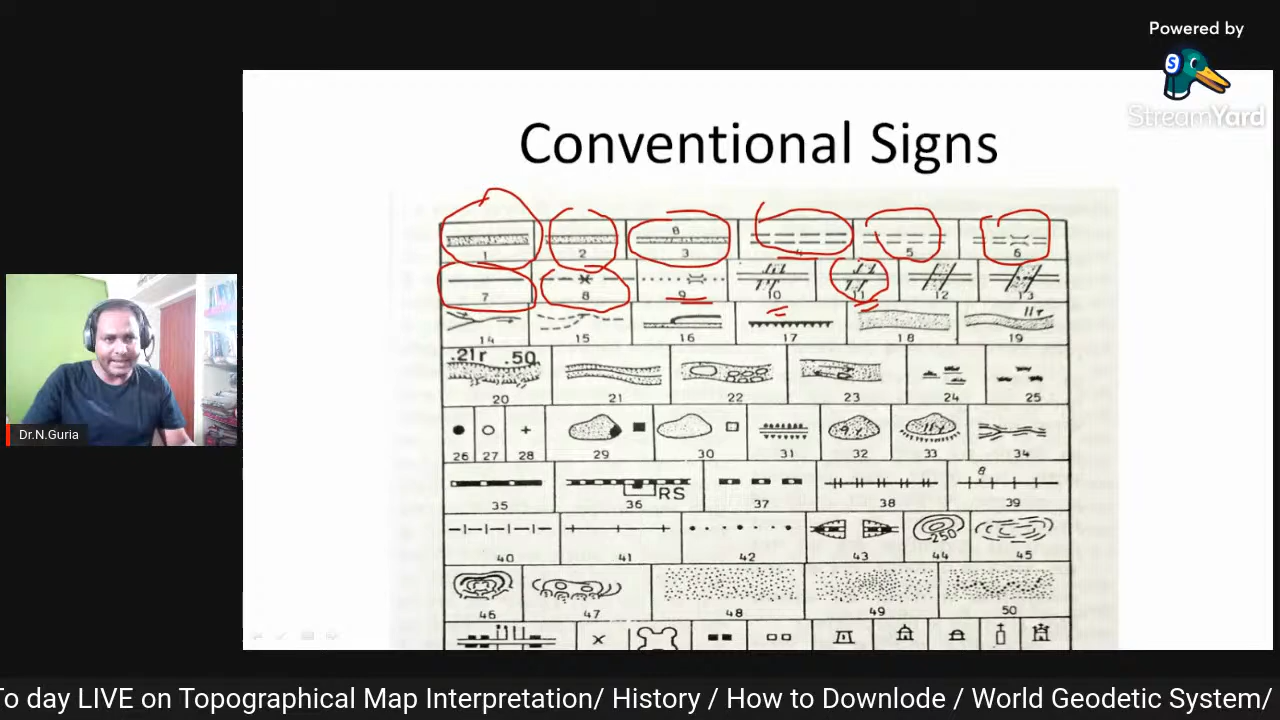 Powered by
StreamYard
Conventional Signs
8
1 2 3 4 5 6
7 8 9 10 11 12 13
11r
14 15 16 17 18 19
.21r .50
20 21 22 23 24 25
26 27 28 29 30 31 32 33 34
RS 8
35 36 37 38 39
250
40 41 42 43 44 45
46 47 48 49 50
Dr.N.Guria
To day LIVE on Topographical Map Interpretation/ History / How to Downlode / World Geodetic System/